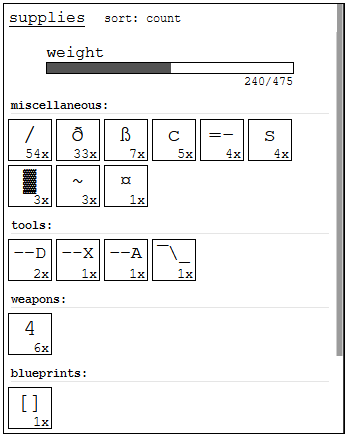 supplies sort: count
weight
240/475
miscellaneous:
/ ð ß c =- s
54x 33x 7x 5x 4x 4x
▓ ~ ¤
3x 3x 1x
tools:
--D --X --A ‾\_
2x 1x 1x 1x
weapons:
4
6x
blueprints:
[]
1x